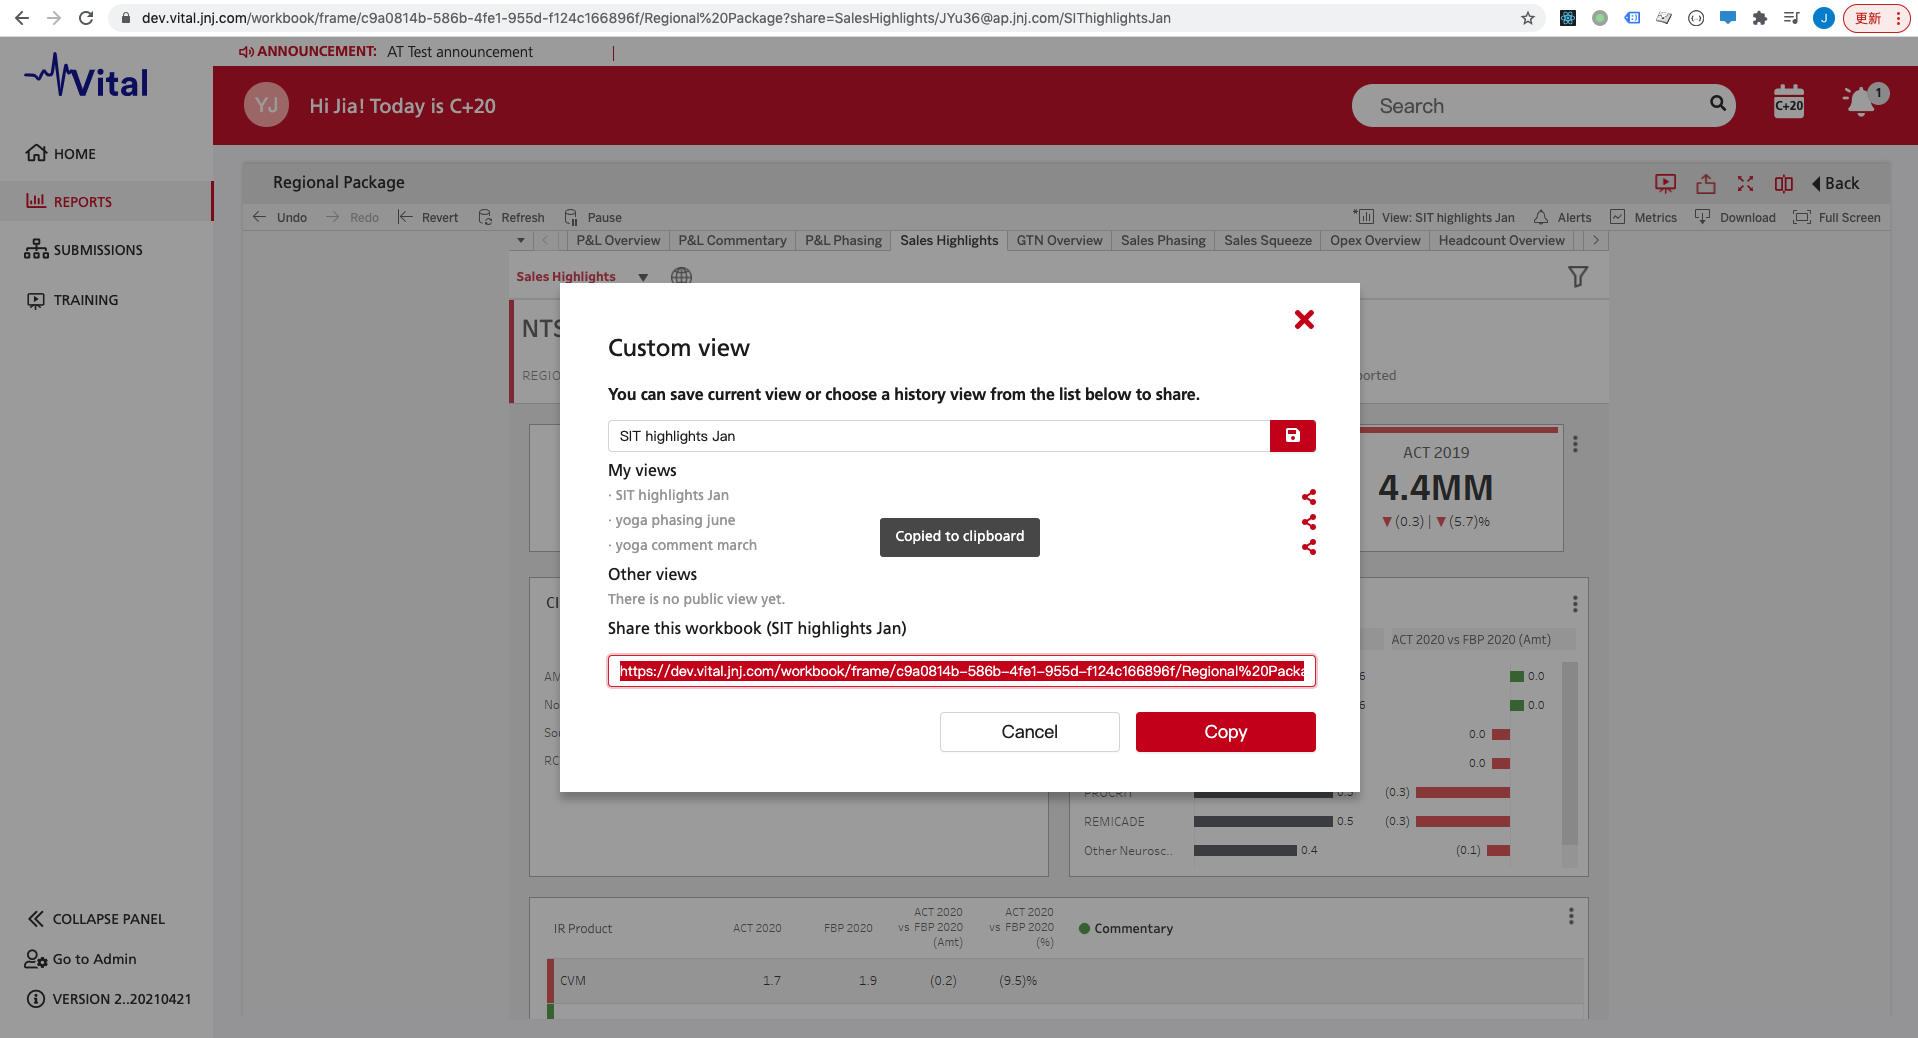 dev.vital.jnj.com/workbook/frame/c9a0814b-586b-4fe1-955d-f124c166896f/Regional%20Package?share=SalesHighlights/JYu36@ap.jnj.com/SIThighlightsJan
J
更新
ANNOUNCEMENT: AT Test announcement
Vital
YJ
Hi Jia! Today is C+20
Search
C+20
1
HOME
REPORTS
SUBMISSIONS
TRAINING
Regional Package
Back
Undo Redo Revert Refresh Pause
View: SIT highlights Jan Alerts Metrics Download Full Screen
P&L Overview P&L Commentary P&L Phasing Sales Highlights GTN Overview Sales Phasing Sales Squeeze Opex Overview Headcount Overview
Sales Highlights
Custom view
You can save current view or choose a history view from the list below to share.
SIT highlights Jan
My views
· SIT highlights Jan
· yoga phasing june
· yoga comment march
Copied to clipboard
Other views
There is no public view yet.
Share this workbook (SIT highlights Jan)
https://dev.vital.jnj.com/workbook/frame/c9a0814b-586b-4fe1-955d-f124c166896f/Regional%20Packa
Cancel
Copy
ACT 2019
4.4MM
▼(0.3) | ▼(5.7)%
ACT 2020 vs FBP 2020 (Amt)
0.0
0.0
0.0
0.0
PROCRIT 0.5 (0.3)
REMICADE 0.5 (0.3)
Other Neurosc.. 0.4 (0.1)
IR Product ACT 2020 FBP 2020 ACT 2020 vs FBP 2020 (Amt) ACT 2020 vs FBP 2020 (%) Commentary
CVM 1.7 1.9 (0.2) (9.5)%
COLLAPSE PANEL
Go to Admin
VERSION 2..20210421